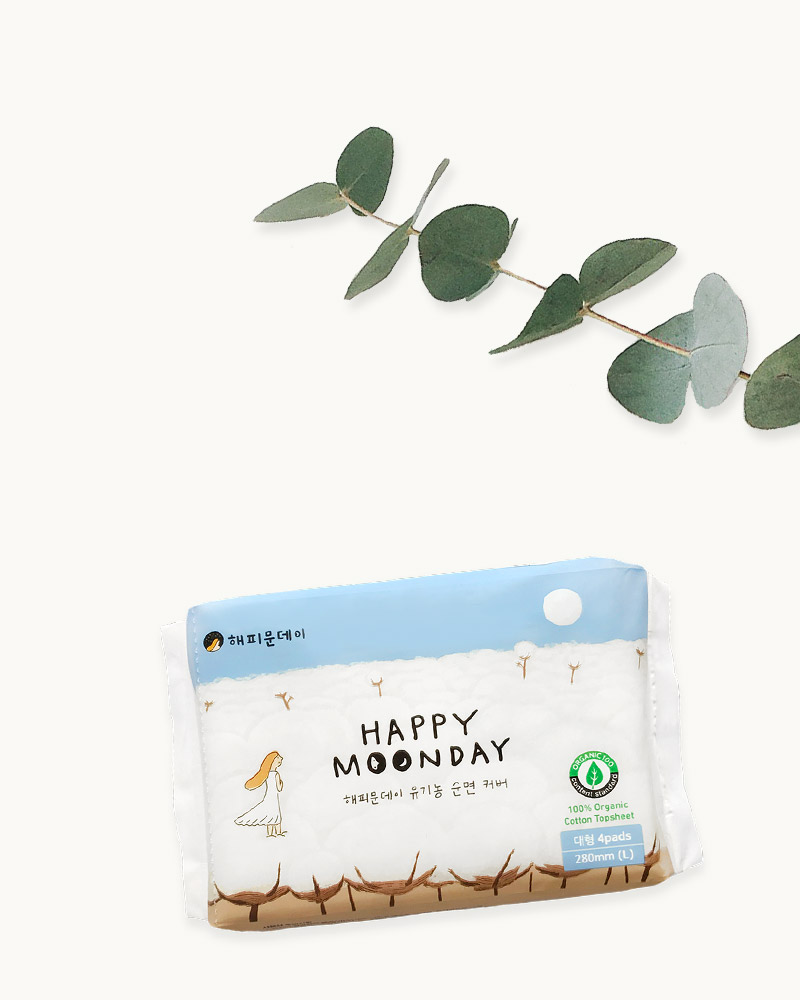 해피문데이
HAPPY
MOONDAY
해피문데이 유기농 순면 커버
ORGANIC 100
content standard
100% Organic
Cotton Topsheet
대형 4pads
280mm (L)